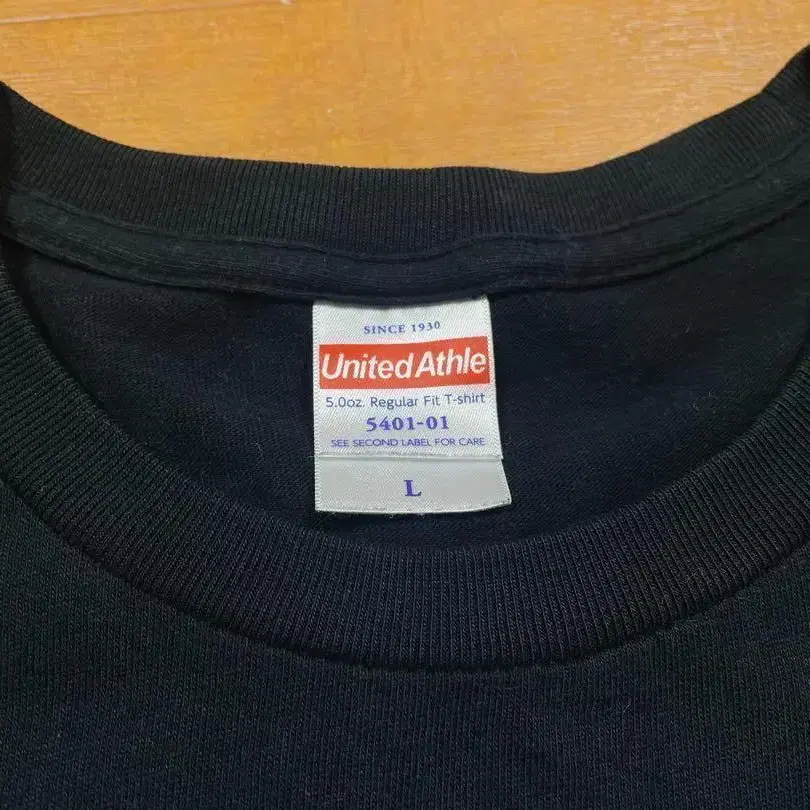 SINCE 1930
United Athle
5.0oz. Regular Fit T-shirt
5401-01
SEE SECOND LABEL FOR CARE
L